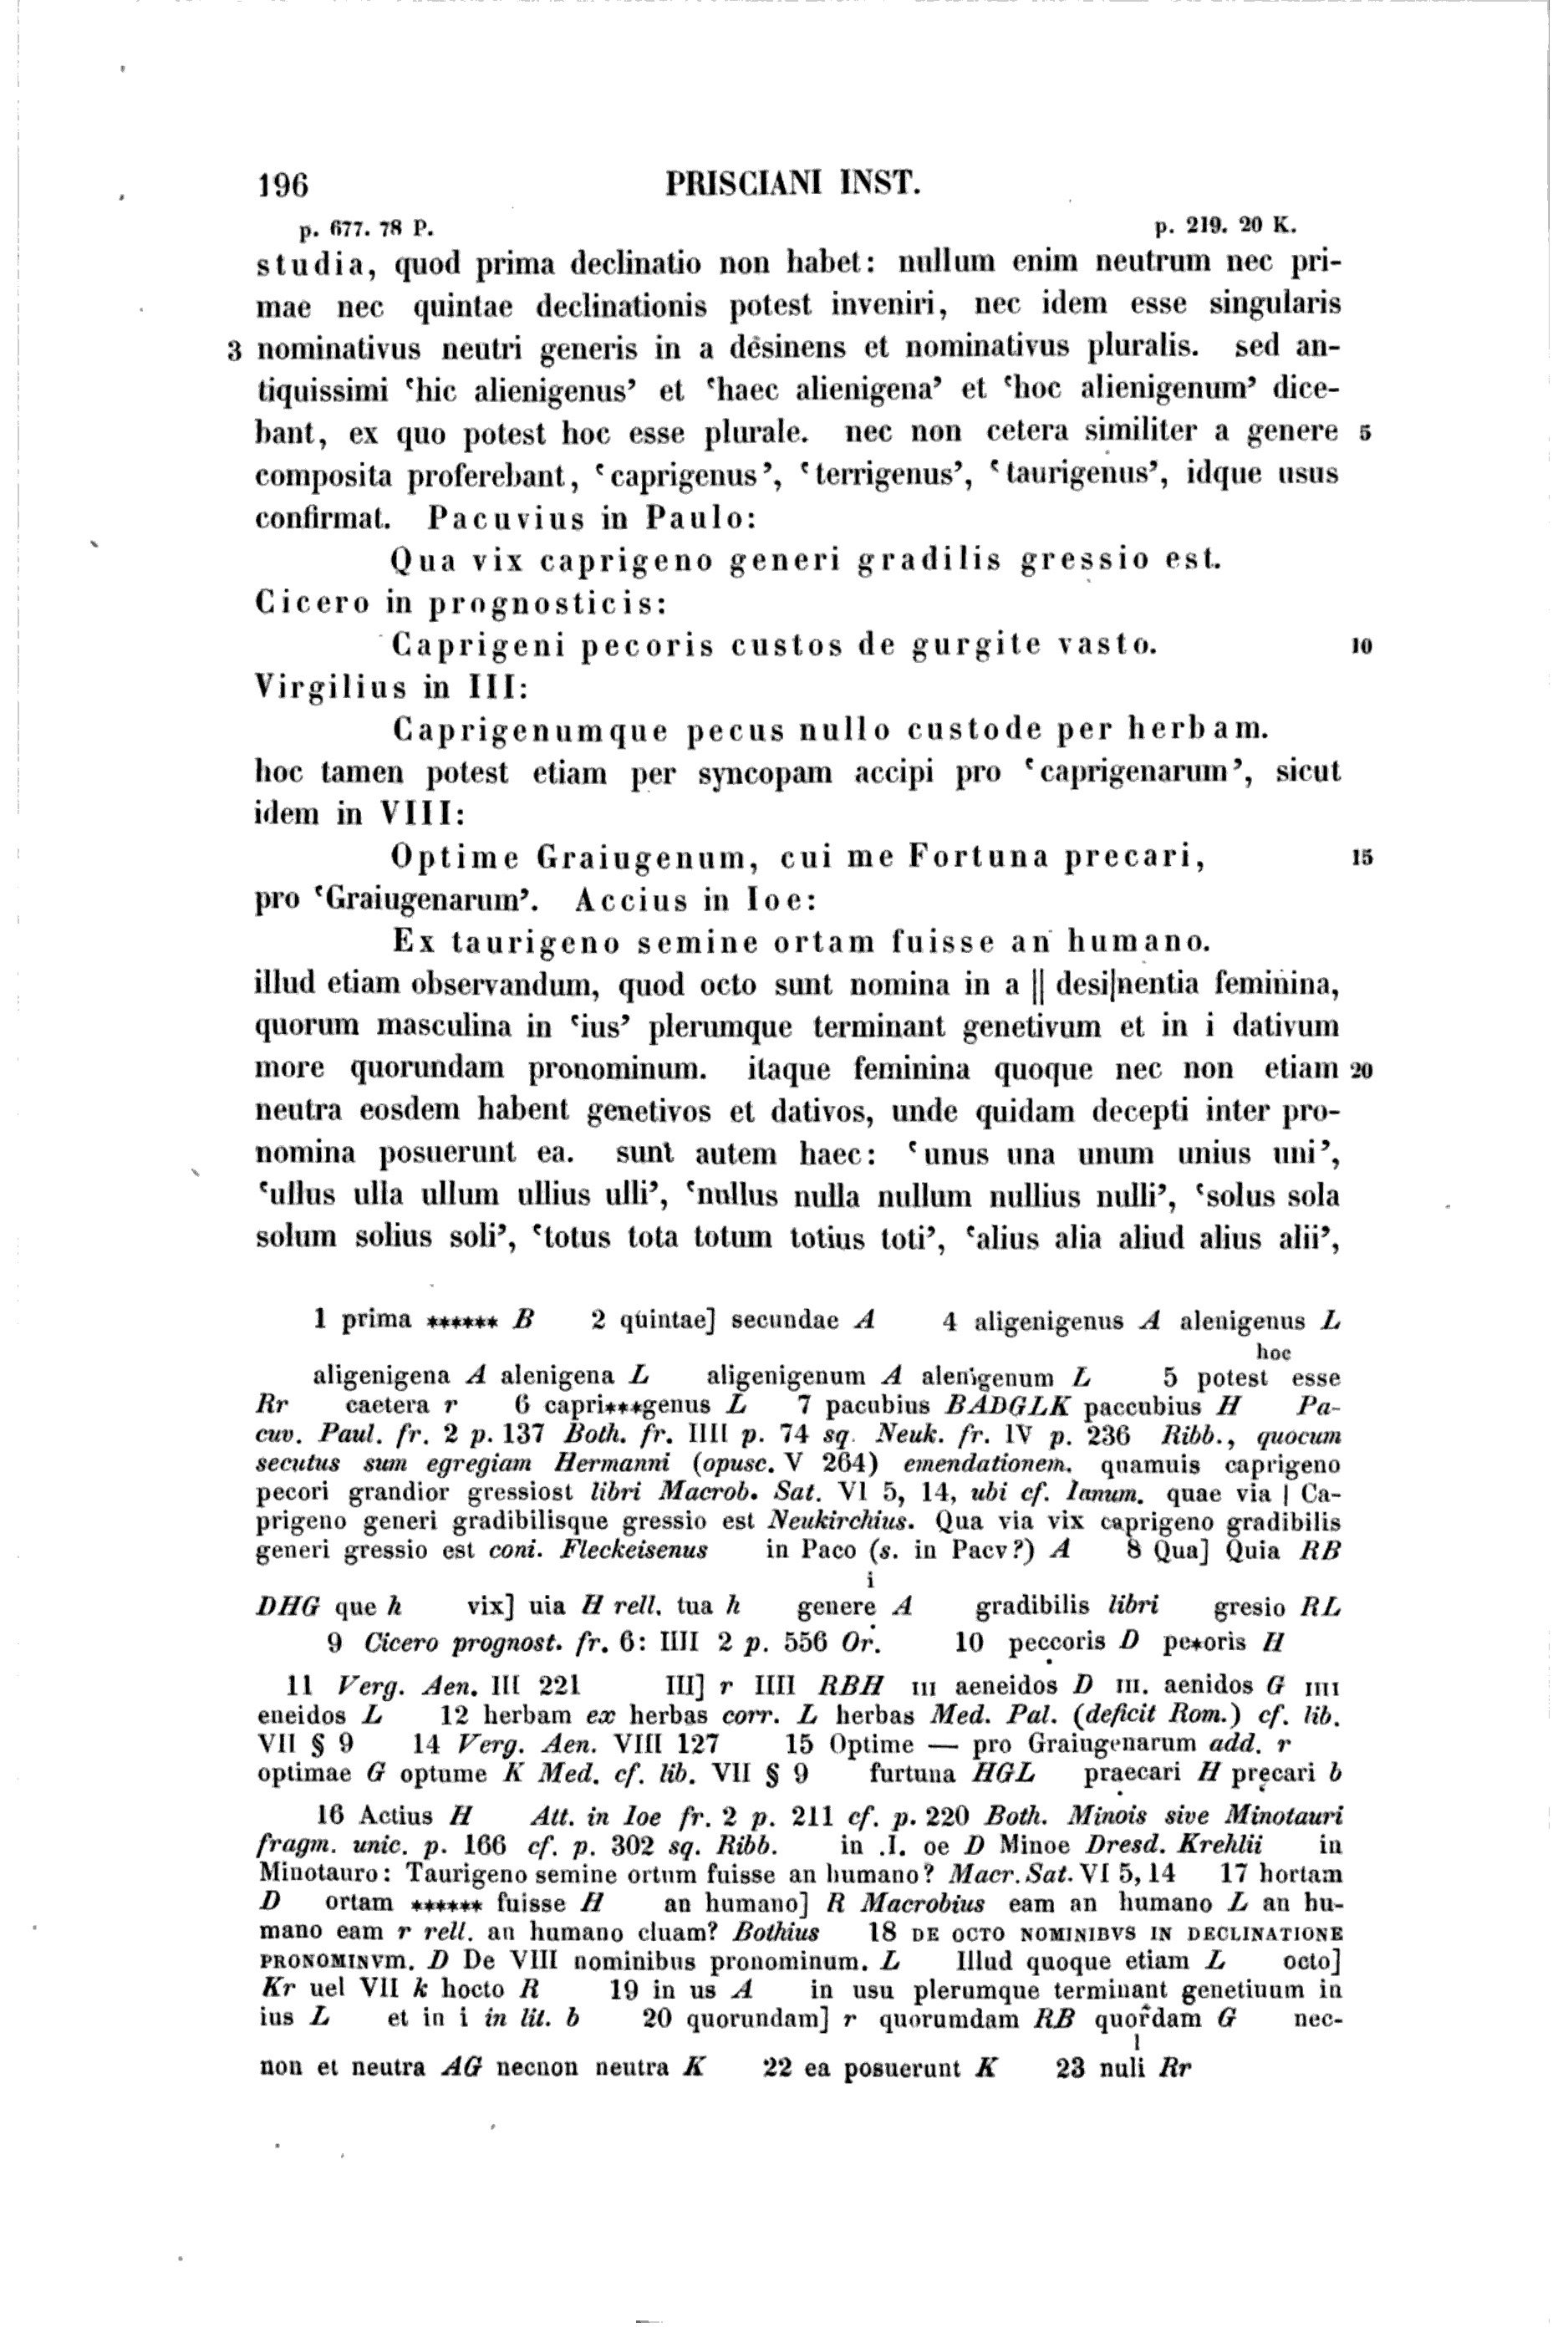 196 PRISCIANI INST.
p. 677. 78 P. p. 219. 20 K.
studia, quod prima declinatio non habet: nullum enim neutrum nec pri-
mae nec quintae declinationis potest inveniri, nec idem esse singularis
3 nominativus neutri generis in a desinens et nominativus pluralis. sed an-
tiquissimi ‘hic alienigenus’ et ‘haec alienigena’ et ‘hoc alienigenum’ dice-
bant, ex quo potest hoc esse plurale. nec non cetera similiter a genere 5
composita proferebant, ‘caprigenus’, ‘terrigenus’, ‘taurigenus’, idque usus
confirmat. Pacuvius in Paulo:
Qua vix caprigeno generi gradilis gressio est.
Cicero in prognosticis:
Caprigeni pecoris custos de gurgite vasto. 10
Virgilius in III:
Caprigenumque pecus nullo custode per herbam.
hoc tamen potest etiam per syncopam accipi pro ‘caprigenarum’, sicut
idem in VIII:
Optime Graiugenum, cui me Fortuna precari, 15
pro ‘Graiugenarum’. Accius in Ioe:
Ex taurigeno semine ortam fuisse an humano.
illud etiam observandum, quod octo sunt nomina in a || desi|nentia feminina,
quorum masculina in ‘ius’ plerumque terminant genetivum et in i dativum
more quorundam pronominum. itaque feminina quoque nec non etiam 20
neutra eosdem habent genetivos et dativos, unde quidam decepti inter pro-
nomina posuerunt ea. sunt autem haec: ‘unus una unum unius uni’,
‘ullus ulla ullum ullius ulli’, ‘nullus nulla nullum nullius nulli’, ‘solus sola
solum solius soli’, ‘totus tota totum totius toti’, ‘alius alia aliud alius alii’,
1 prima ****** B 2 quintae] secundae A 4 aligenigenus A alenigenus L
hoc
aligenigena A alenigena L aligenigenum A alenigenum L 5 potest esse
Rr caetera r 6 capri***genus L 7 pacubius BADGLK paccubius H Pa-
cuv. Paul. fr. 2 p. 137 Both. fr. IIII p. 74 sq. Neuk. fr. IV p. 236 Ribb., quocum
secutus sum egregiam Hermanni (opusc. V 264) emendationem. quamuis caprigeno
pecori grandior gressiost libri Macrob. Sat. VI 5, 14, ubi cf. Ianum. quae via | Ca-
prigeno generi gradibilisque gressio est Neukirchius. Qua via vix caprigeno gradibilis
generi gressio est coni. Fleckeisenus in Paco (s. in Pacv?) A 8 Qua] Quia RB
i
DHG que h vix] uia H rell. tua h generẹ A gradibilis libri gresio RL
9 Cicero prognost. fr. 6: IIII 2 p. 556 Or. 10 pecc̣oris D pe*oris H
11 Verg. Aen. III 221 III] r IIII RBH III aeneidos D III. aenidos G IIII
eneidos L 12 herbam ex herbas corr. L herbas Med. Pal. (deficit Rom.) cf. lib.
VII § 9 14 Verg. Aen. VIII 127 15 Optime — pro Graiugenarum add. r
optimae G optume K Med. cf. lib. VII § 9 furtuna HGL praecari H pręcari b
16 Actius H Att. in Ioe fr. 2 p. 211 cf. p. 220 Both. Minois sive Minotauri
fragm. unic. p. 166 cf. p. 302 sq. Ribb. in .I. oe D Minoe Dresd. Krehlii in
Minotauro: Taurigeno semine ortum fuisse an humano? Macr. Sat. VI 5, 14 17 hortam
D ortam ****** fuisse H an humano] R Macrobius eam an humano L an hu-
mano eam r rell. an humano cluam? Bothius 18 DE OCTO NOMINIBVS IN DECLINATIONE
PRONOMINVm. D De VIII nominibus pronominum. L Illud quoque etiam L octo]
Kr uel VII k hocto R 19 in us A in usu plerumque terminant genetiuum in
ius L et in i in lit. b 20 quorundam] r quorumdam RB quor̃dam G nec-
l
non et neutra AG necnon neutra K 22 ea posuerunt K 23 nuli Rr